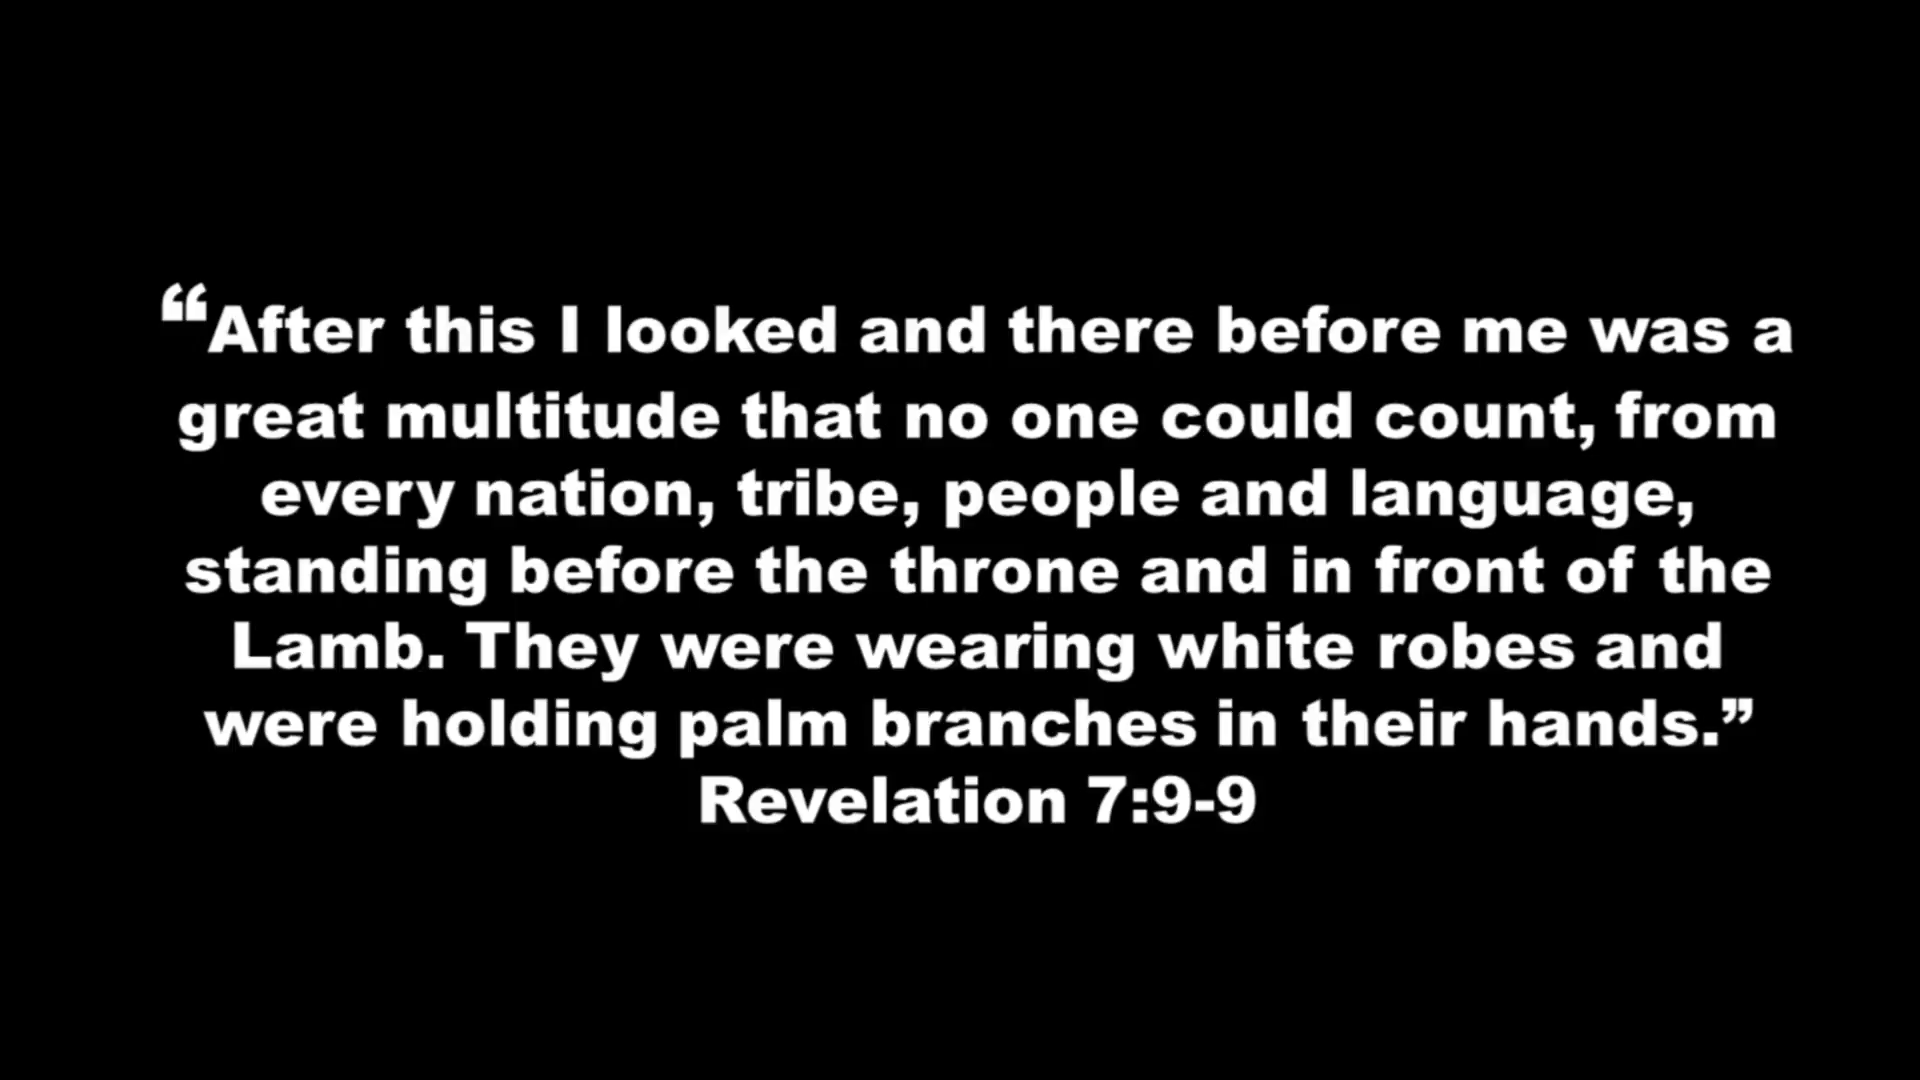 “After this I looked and there before me was a
great multitude that no one could count, from
every nation, tribe, people and language,
standing before the throne and in front of the
Lamb. They were wearing white robes and
were holding palm branches in their hands.”
Revelation 7:9-9